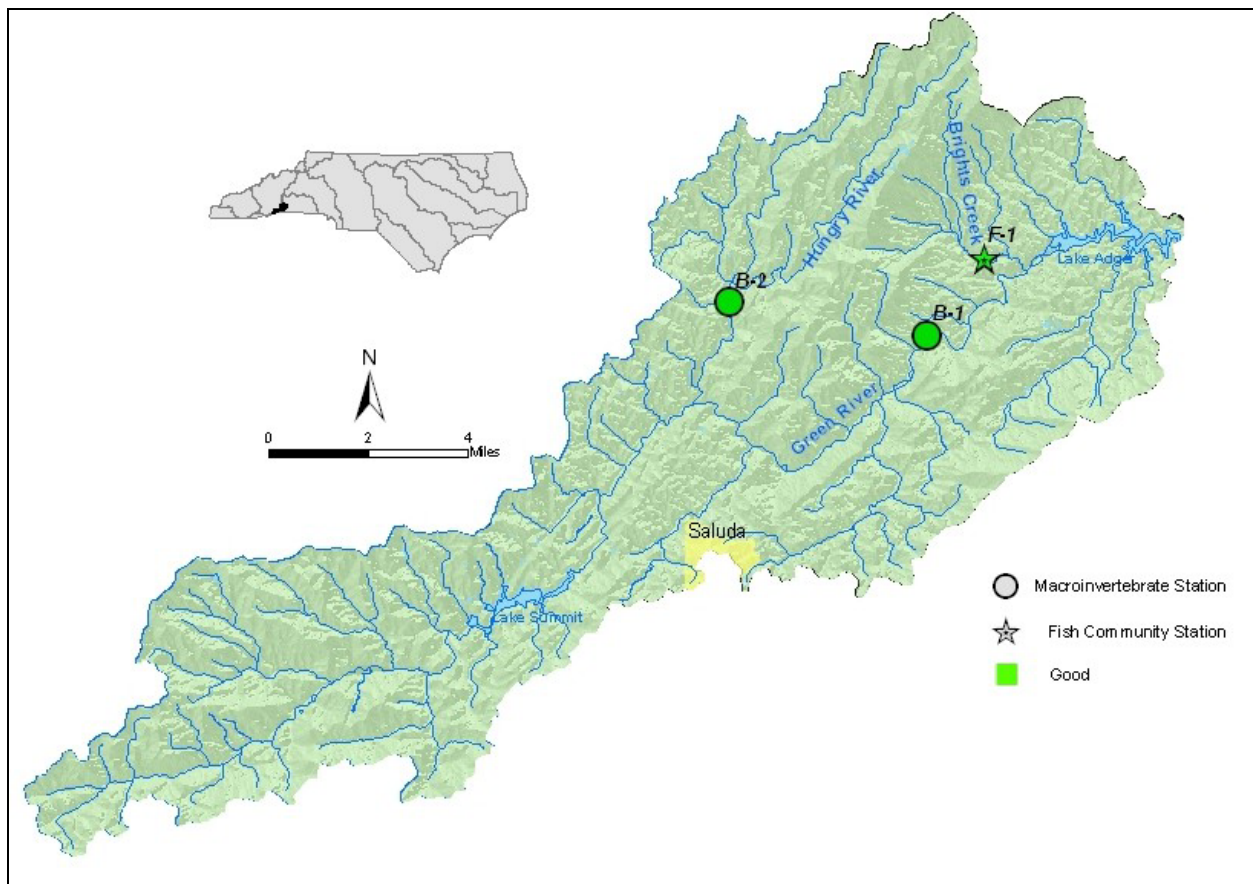 Brights Creek
Hungry River
F-1
Lake Adger
B-2
B-1
N
0 2 4
Miles
Green River
Saluda
Lake Summit
Macroinvertebrate Station
Fish Community Station
Good